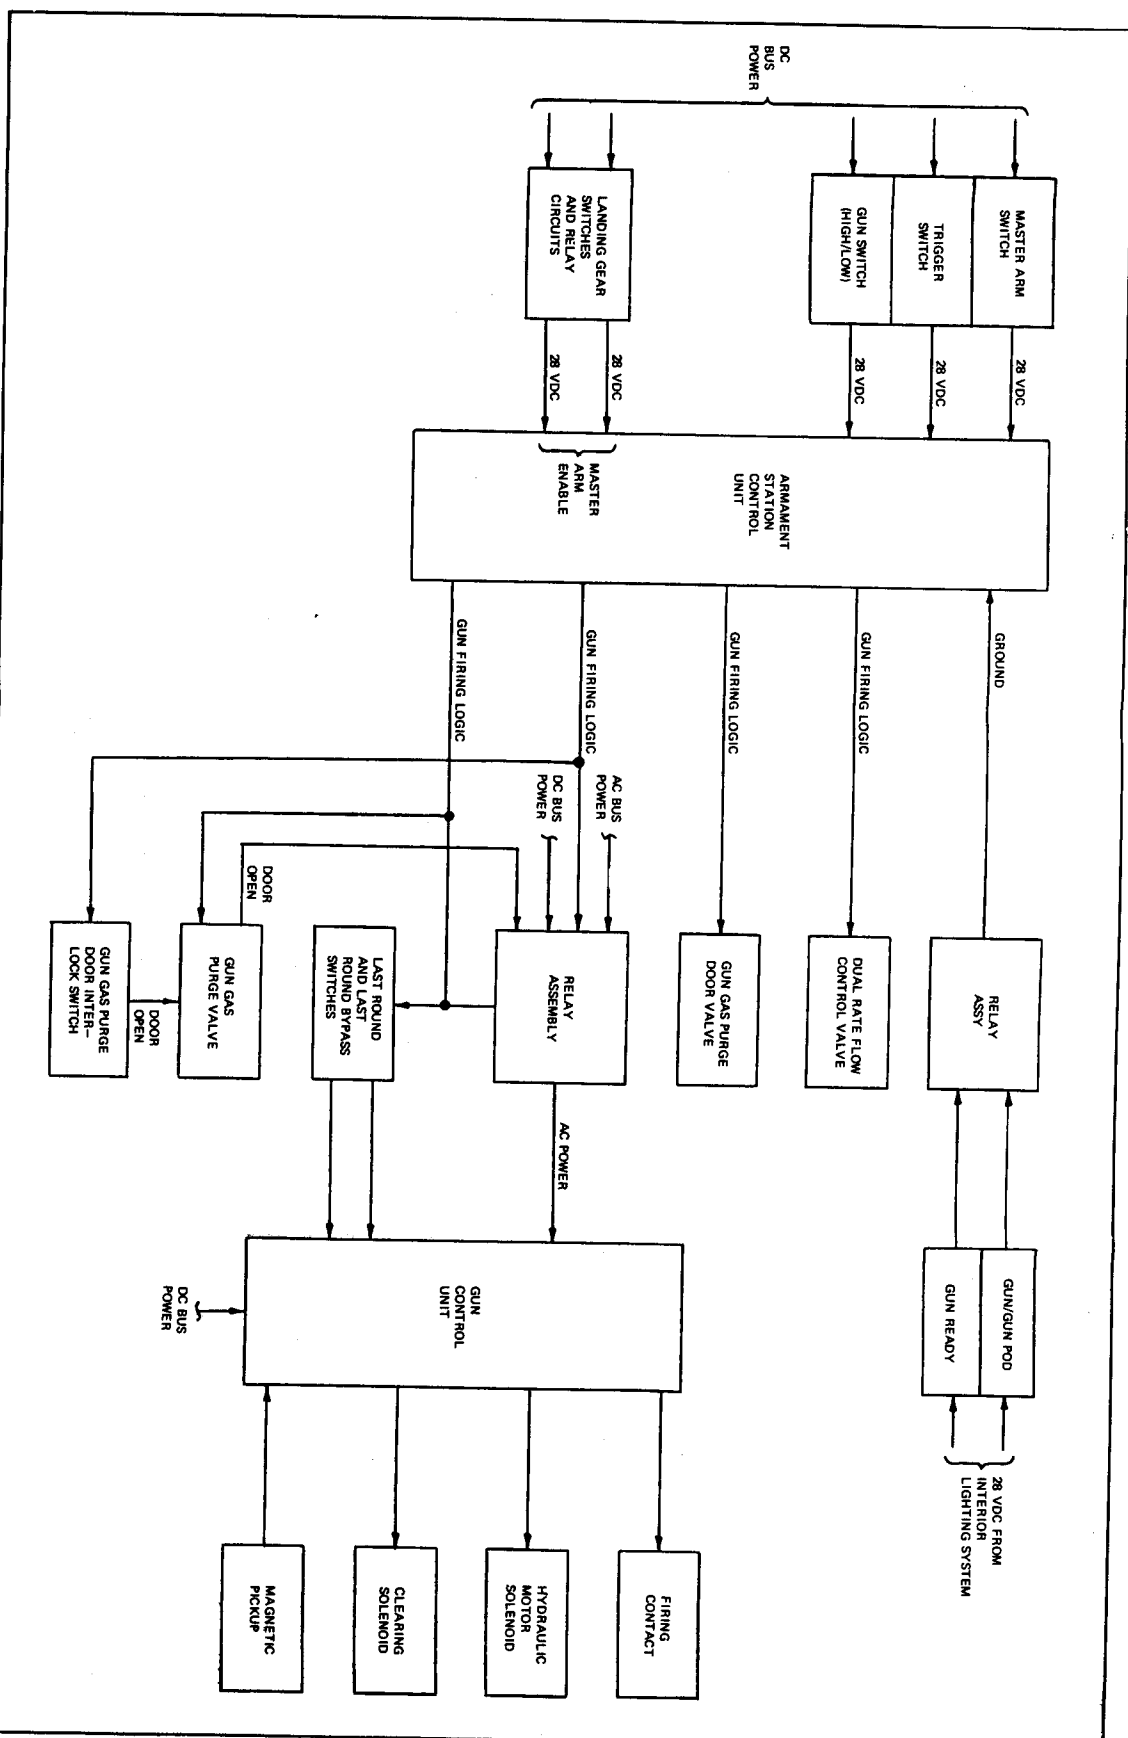 DC
BUS
POWER
MASTER ARM
SWITCH
TRIGGER
SWITCH
GUN SWITCH
(HIGH/LOW)
LANDING GEAR
SWITCHES
AND RELAY
CIRCUITS
28 VDC
28 VDC
28 VDC
28 VDC
28 VDC
ARMAMENT
STATION
CONTROL
UNIT
MASTER
ARM
ENABLE
GROUND
GUN FIRING LOGIC
GUN FIRING LOGIC
GUN FIRING LOGIC
GUN FIRING LOGIC
AC BUS
POWER
DC BUS
POWER
DOOR
OPEN
RELAY
ASSY
DUAL RATE FLOW
CONTROL VALVE
GUN GAS PURGE
DOOR VALVE
RELAY
ASSEMBLY
LAST ROUND
AND LAST
ROUND BYPASS
SWITCHES
GUN GAS
PURGE VALVE
DOOR
OPEN
GUN GAS PURGE
DOOR INTER—
LOCK SWITCH
AC POWER
GUN/GUN POD
GUN READY
28 VDC FROM
INTERIOR
LIGHTING SYSTEM
GUN
CONTROL
UNIT
DC BUS
POWER
FIRING
CONTACT
HYDRAULIC
MOTOR
SOLENOID
CLEARING
SOLENOID
MAGNETIC
PICKUP